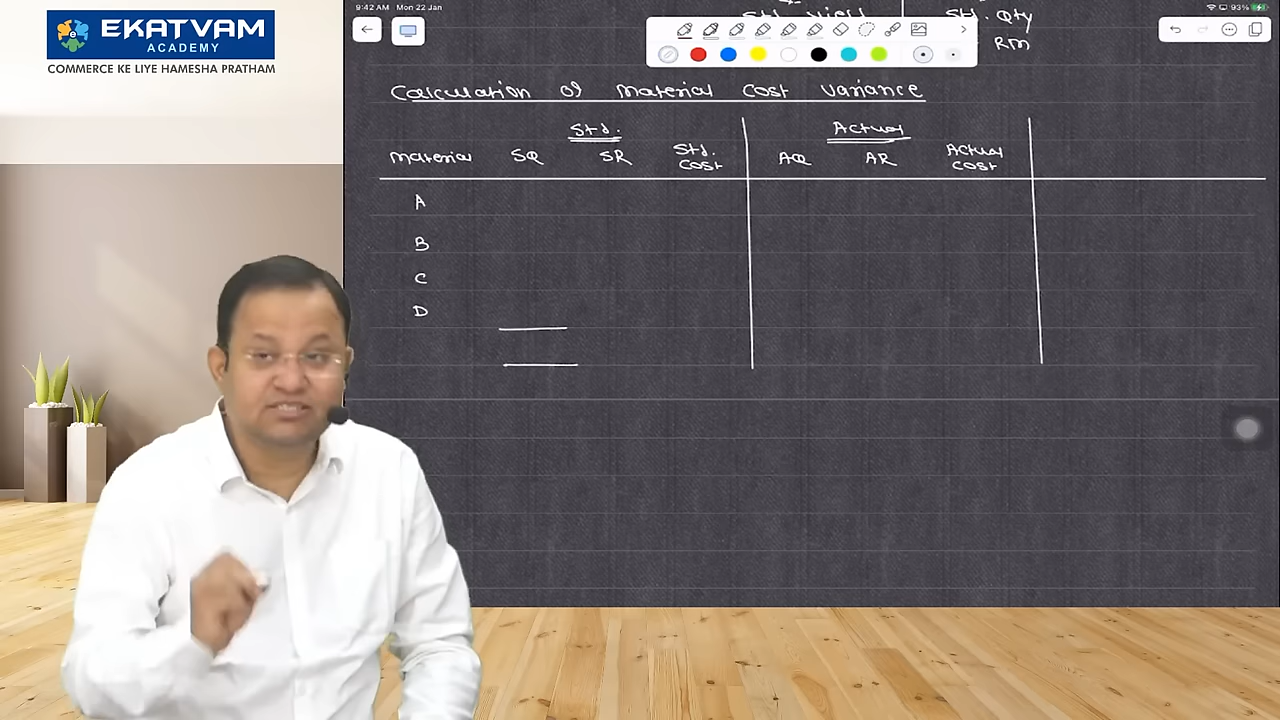 EKATVAM
ACADEMY
COMMERCE KE LIYE HAMESHA PRATHAM
9:42 AM Mon 22 Jan
93%
Std. Qty
RM
Calculation of Material Cost Variance
Std. Actual
Material SQ SR Std. Cost AQ AR Actual Cost
A
B
C
D